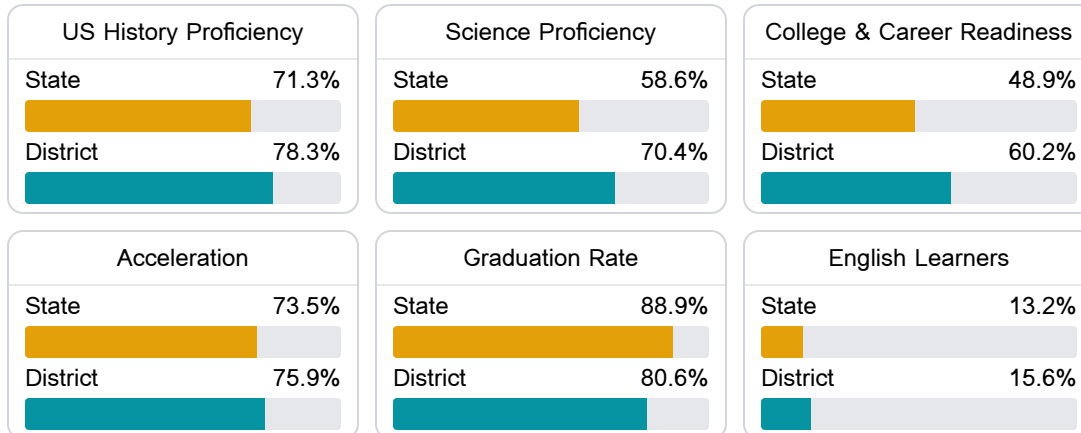 US History Proficiency
State 71.3%
District 78.3%
Science Proficiency
State 58.6%
District 70.4%
College & Career Readiness
State 48.9%
District 60.2%
Acceleration
State 73.5%
District 75.9%
Graduation Rate
State 88.9%
District 80.6%
English Learners
State 13.2%
District 15.6%